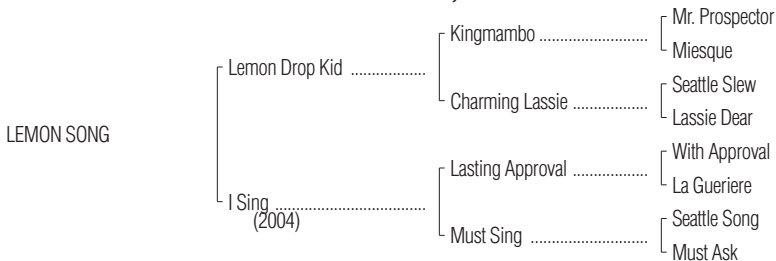 Mr. Prospector
Kingmambo ..........................
Miesque
Lemon Drop Kid ..................
Seattle Slew
Charming Lassie ..................
Lassie Dear
LEMON SONG
With Approval
Lasting Approval ..................
La Gueriere
I Sing ....................................
(2004)
Seattle Song
Must Sing ............................
Must Ask